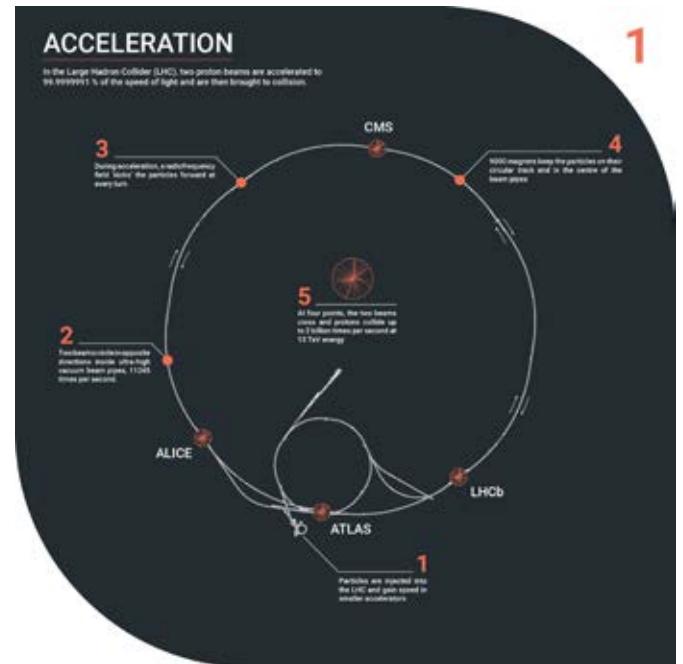 ACCELERATION
1
In the Large Hadron Collider (LHC), two proton beams are accelerated to
99.9999991 % of the speed of light and are then brought to collision.
CMS
3
During acceleration, a radiofrequency
field 'kicks' the particles forward at
every turn
4
9000 magnets keep the particles on their
circular track and in the centre of the
beam pipes
5
At four points, the two beams
cross and protons collide up
to 2 billion times per second at
13 TeV energy
2
Two beams circle in opposite
directions inside ultra-high
vacuum beam pipes, 11245
times per second.
ALICE
LHCb
ATLAS
1
Particles are injected into
the LHC and gain speed in
smaller accelerators